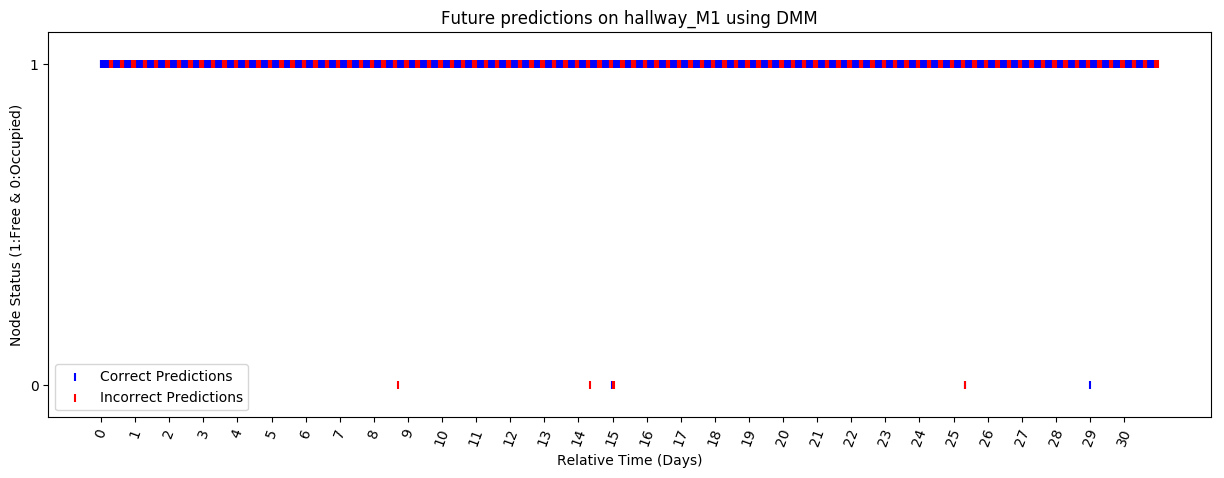 Future predictions on hallway_M1 using DMM
Node Status (1:Free & 0:Occupied)
1
0
Correct Predictions
Incorrect Predictions
0 1 2 3 4 5 6 7 8 9 10 11 12 13 14 15 16 17 18 19 20 21 22 23 24 25 26 27 28 29 30
Relative Time (Days)